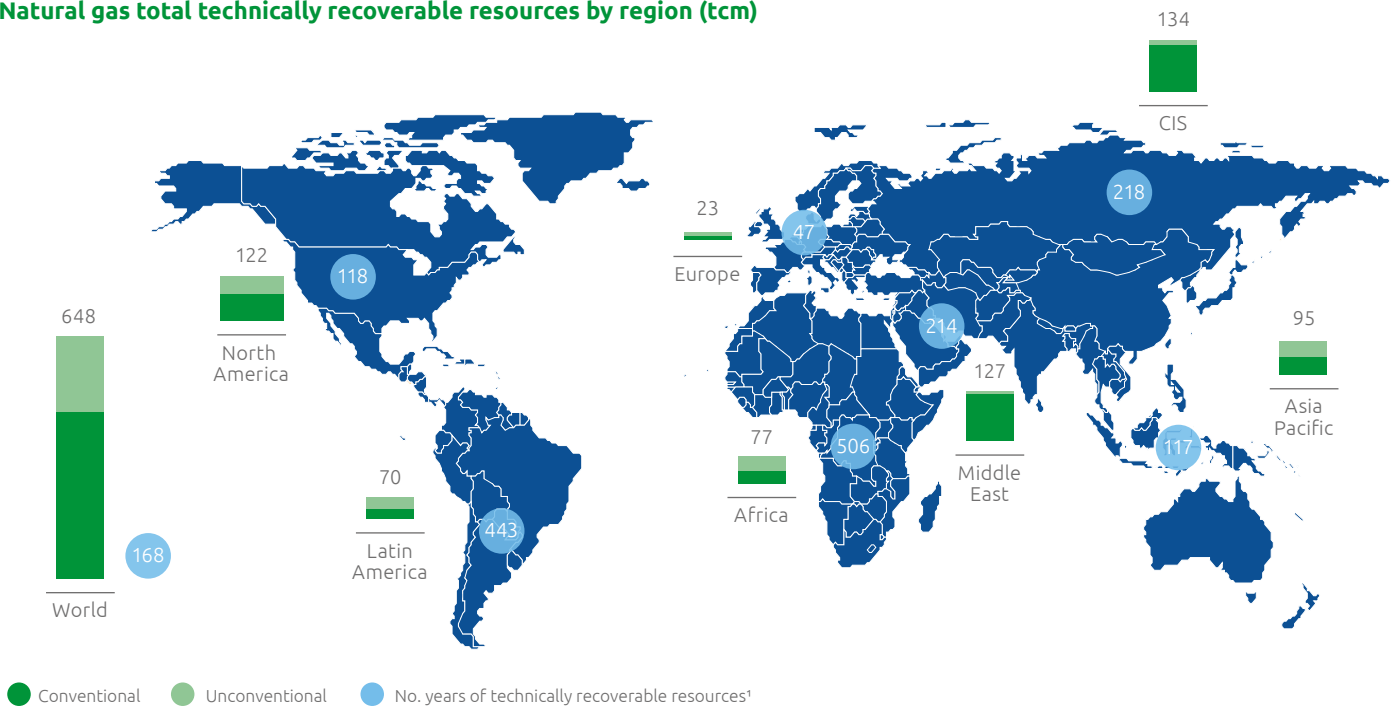 Natural gas total technically recoverable resources by region (tcm)
134
CIS
218
23
47
Europe
122
118
North
America
648
168
World
214
127
Middle
East
95
Asia
Pacific
117
77
506
Africa
70
443
Latin
America
Conventional
Unconventional
No. years of technically recoverable resources¹